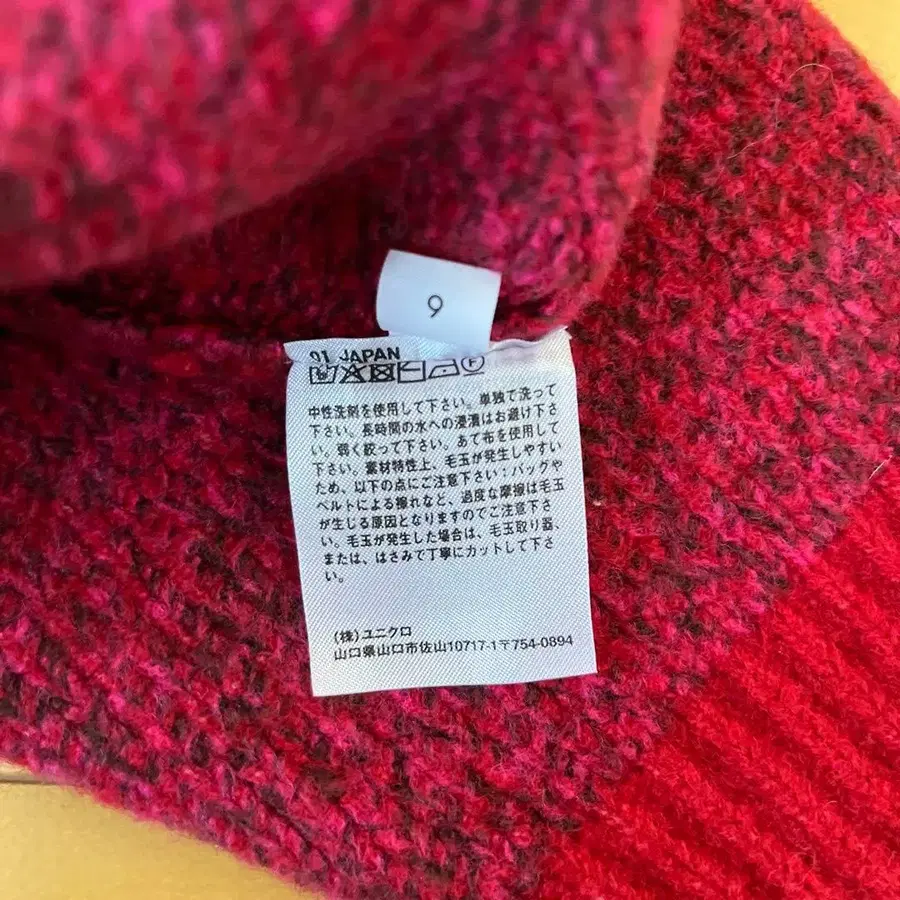 9
01 JAPAN
中性洗剤を使用して下さい。単独で洗って
下さい。長時間の水への浸漬はお避け下さ
い。弱く絞って下さい。あて布を使用して
下さい。素材特性上、毛玉が発生しやすい
ため、以下の点にご注意下さい：バッグや
ベルトによる擦れなど、過度な摩擦は毛玉
が生じる原因となりますのでご注意下さ
い。毛玉が発生した場合は、毛玉取り器
または、はさみで丁寧にカットして下さ
い。
(株)ユニクロ
山口県山口市佐山10717-1〒754-0894